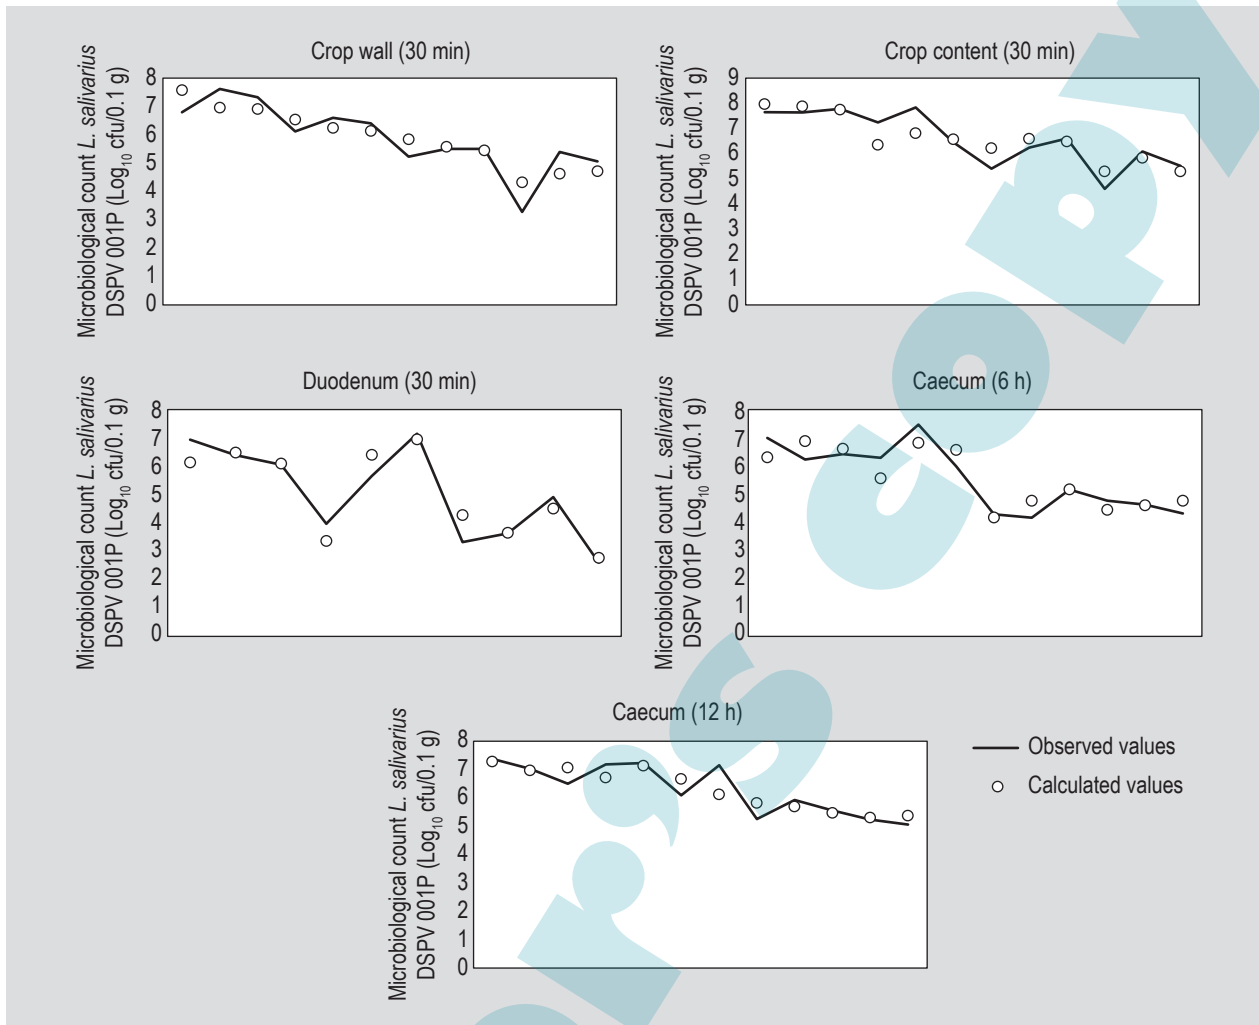 Crop wall (30 min)
Microbiological count L. salivarius
DSPV 001P (Log10 cfu/0.1 g)
8
7
6
5
4
3
2
1
0
Crop content (30 min)
Microbiological count L. salivarius
DSPV 001P (Log10 cfu/0.1 g)
9
8
7
6
5
4
3
2
1
0
Duodenum (30 min)
Microbiological count L. salivarius
DSPV 001P (Log10 cfu/0.1 g)
8
7
6
5
4
3
2
1
0
Caecum (6 h)
Microbiological count L. salivarius
DSPV 001P (Log10 cfu/0.1 g)
8
7
6
5
4
3
2
1
0
Caecum (12 h)
Microbiological count L. salivarius
DSPV 001P (Log10 cfu/0.1 g)
8
7
6
5
4
3
2
1
0
Observed values
Calculated values
r's copy